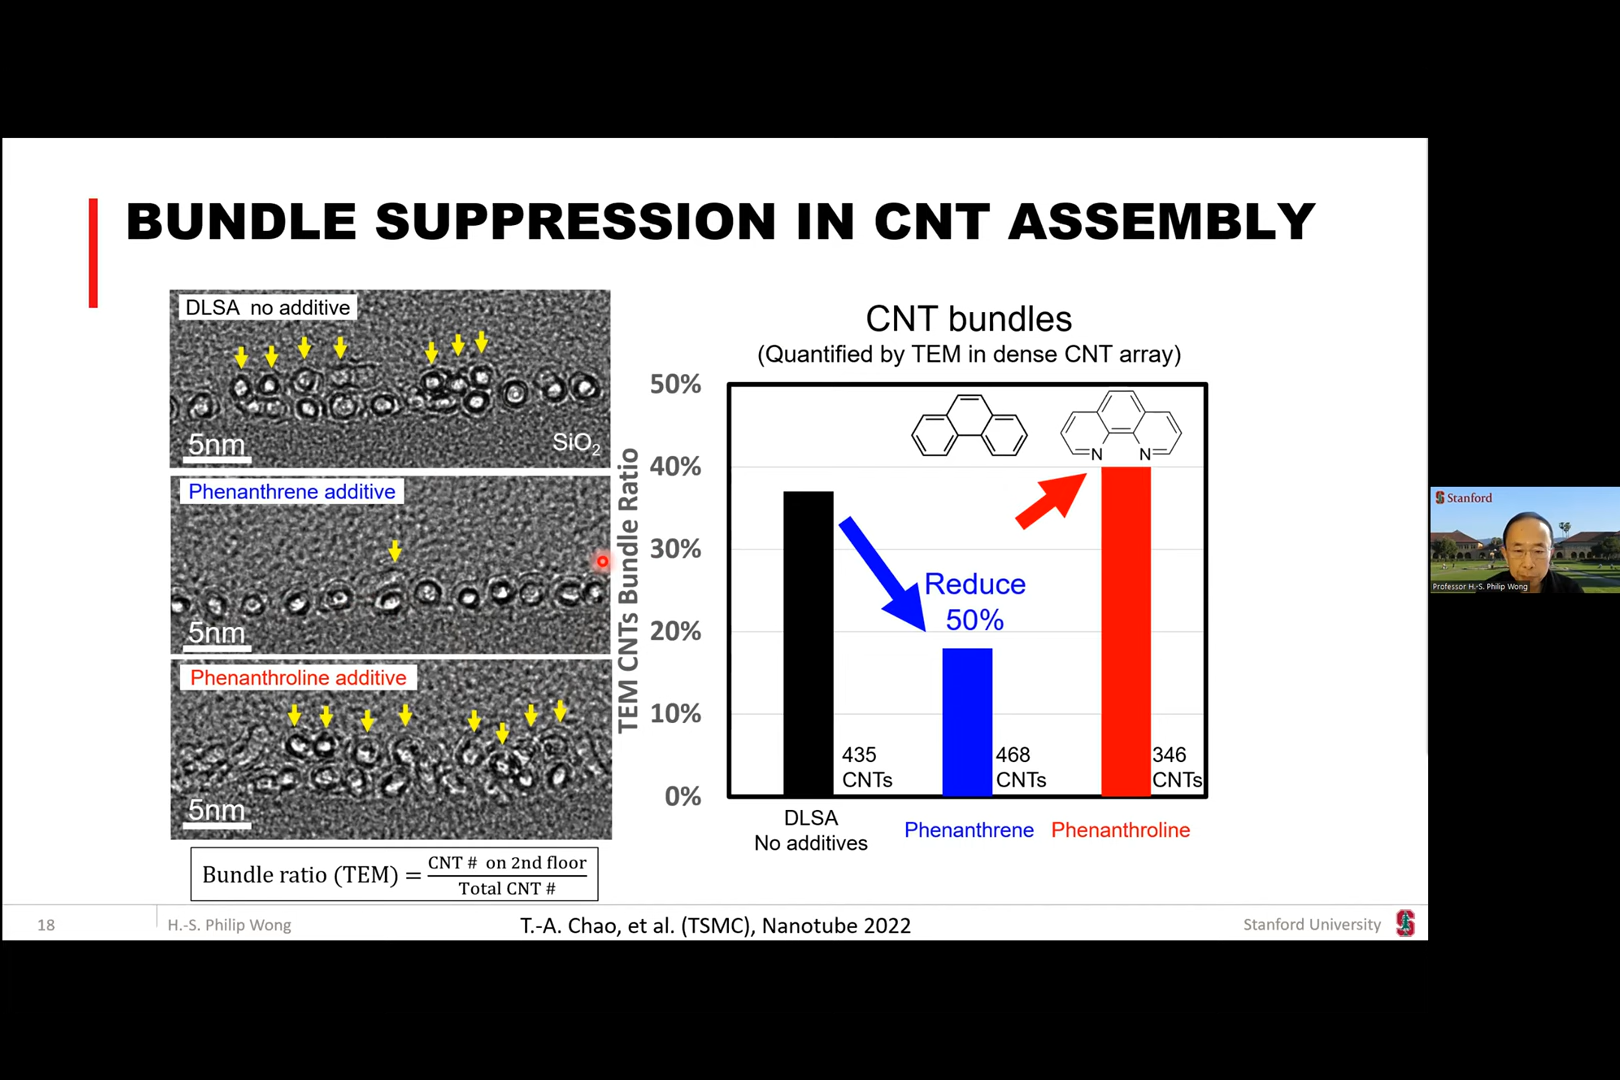 BUNDLE SUPPRESSION IN CNT ASSEMBLY
DLSA no additive
5nm
SiO2
Phenanthrene additive
5nm
Phenanthroline additive
5nm
Bundle ratio (TEM) = CNT # on 2nd floor
Total CNT #
CNT bundles
(Quantified by TEM in dense CNT array)
TEM CNTs Bundle Ratio
50%
40%
30%
20%
10%
0%
N N
Reduce
50%
435
CNTs
468
CNTs
346
CNTs
DLSA
No additives
Phenanthrene
Phenanthroline
18
H.-S. Philip Wong
T.-A. Chao, et al. (TSMC), Nanotube 2022
Stanford University
S
S Stanford
Professor H.-S. Philip Wong